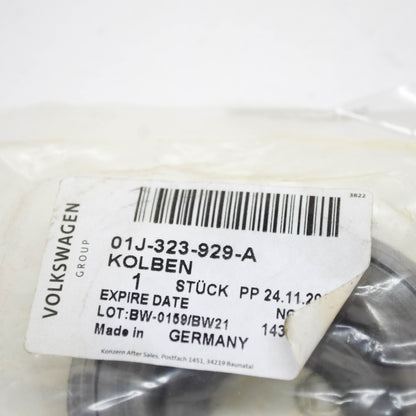 VOLKSWAGEN
GROUP
3822
01J-323-929-A
KOLBEN
1 STÜCK PP 24.11.20
EXPIRE DATE
LOT:BW-0159/BW21 143
Made in GERMANY
Konzern After Sales, Postfach 1451, 34219 Baunatal